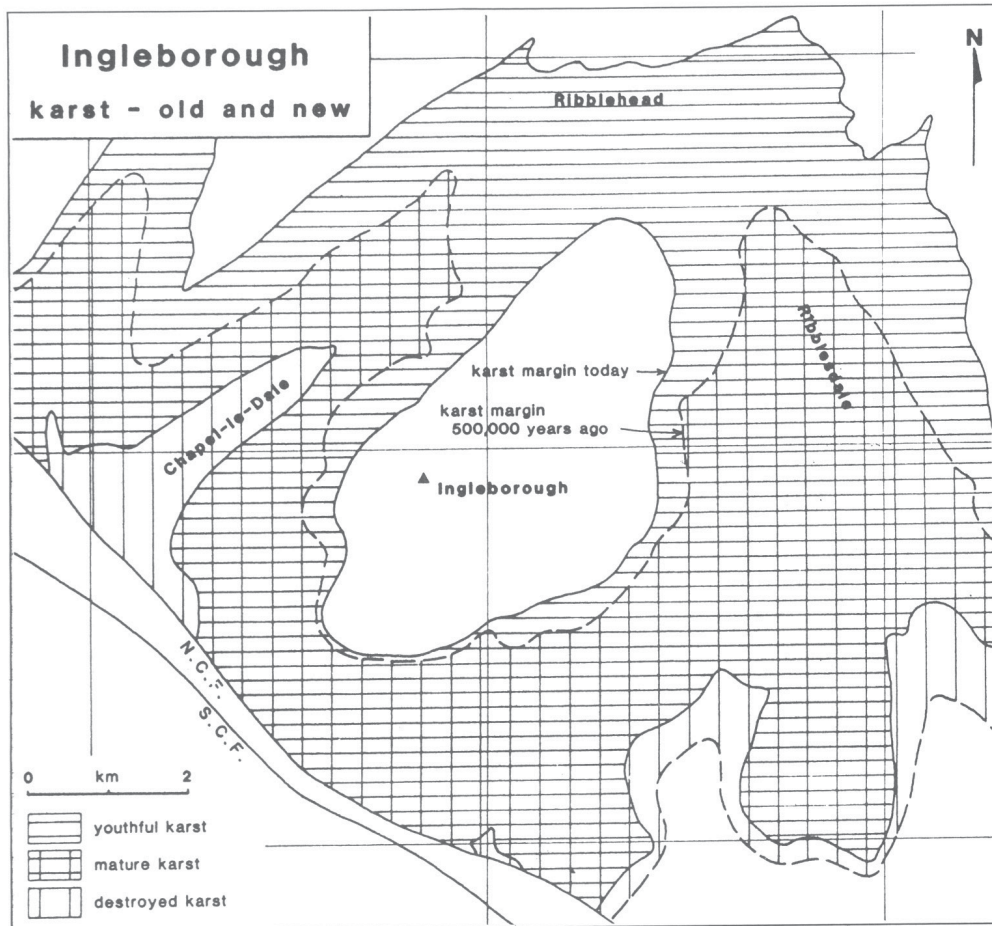 Ingleborough
karst - old and new
N
Ribblehead
Ribblesdale
karst margin today
karst margin
500,000 years ago
Chapel-le-Dale
Ingleborough
N.C.F.
S.C.F.
0 km 2
youthful karst
mature karst
destroyed karst